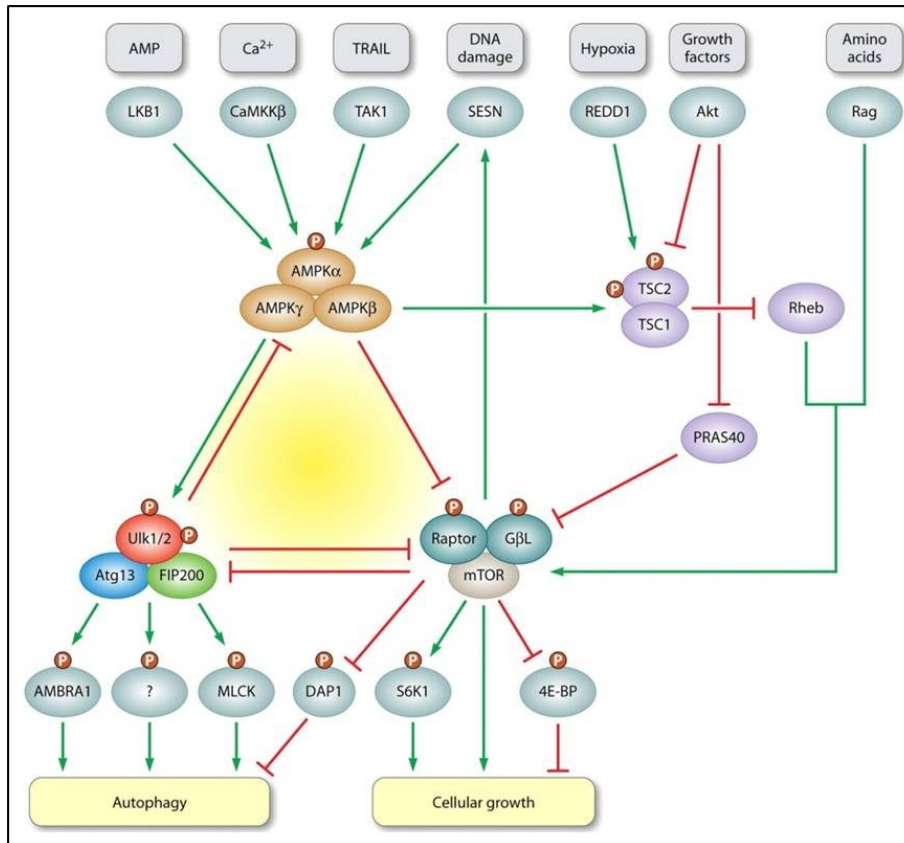 AMP
Ca²⁺
TRAIL
DNA
damage
Hypoxia
Growth
factors
Amino
acids
LKB1
CaMKKβ
TAK1
SESN
REDD1
Akt
Rag
P
AMPKα
AMPKγ
AMPKβ
P
P
TSC2
TSC1
Rheb
PRAS40
P
P
Ulk1/2
Atg13
FIP200
P
P
Raptor
GβL
mTOR
P
AMBRA1
P
?
P
MLCK
P
DAP1
P
S6K1
P
4E-BP
Autophagy
Cellular growth